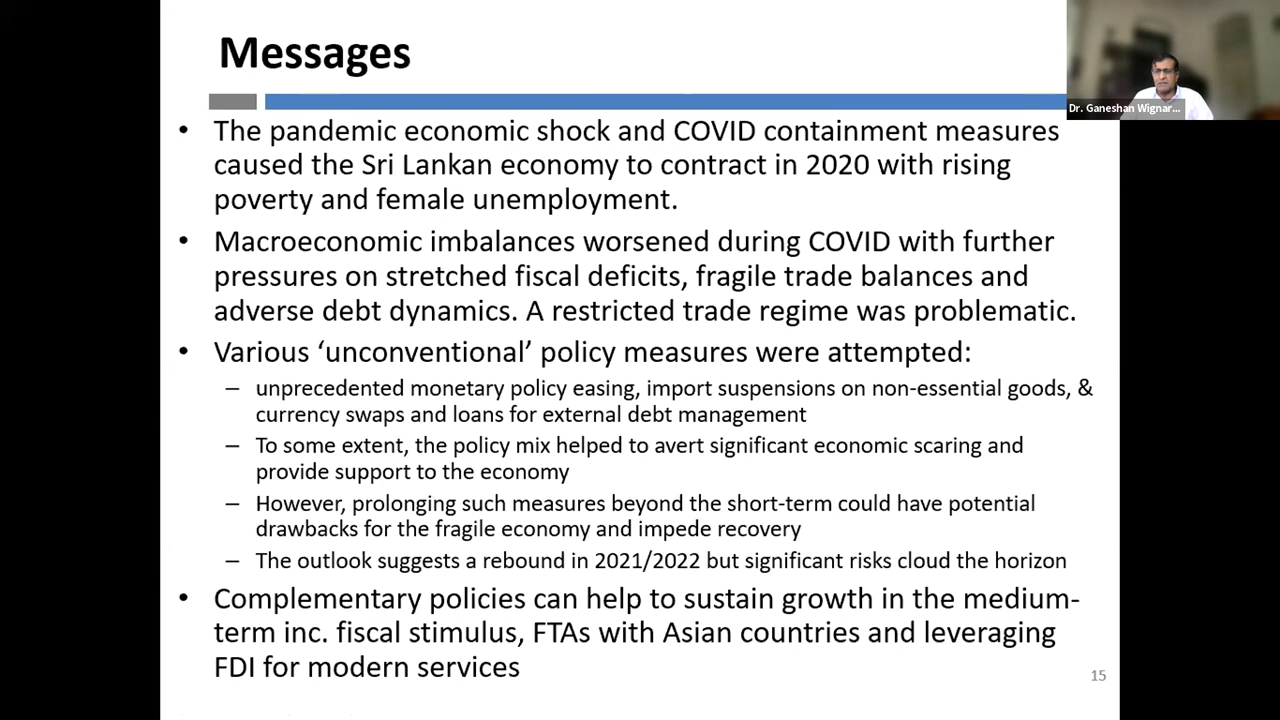 Messages
Dr. Ganeshan Wignar...
• The pandemic economic shock and COVID containment measures
caused the Sri Lankan economy to contract in 2020 with rising
poverty and female unemployment.
• Macroeconomic imbalances worsened during COVID with further
pressures on stretched fiscal deficits, fragile trade balances and
adverse debt dynamics. A restricted trade regime was problematic.
• Various ‘unconventional’ policy measures were attempted:
– unprecedented monetary policy easing, import suspensions on non-essential goods, &
currency swaps and loans for external debt management
– To some extent, the policy mix helped to avert significant economic scaring and
provide support to the economy
– However, prolonging such measures beyond the short-term could have potential
drawbacks for the fragile economy and impede recovery
– The outlook suggests a rebound in 2021/2022 but significant risks cloud the horizon
• Complementary policies can help to sustain growth in the medium-
term inc. fiscal stimulus, FTAs with Asian countries and leveraging
FDI for modern services
15